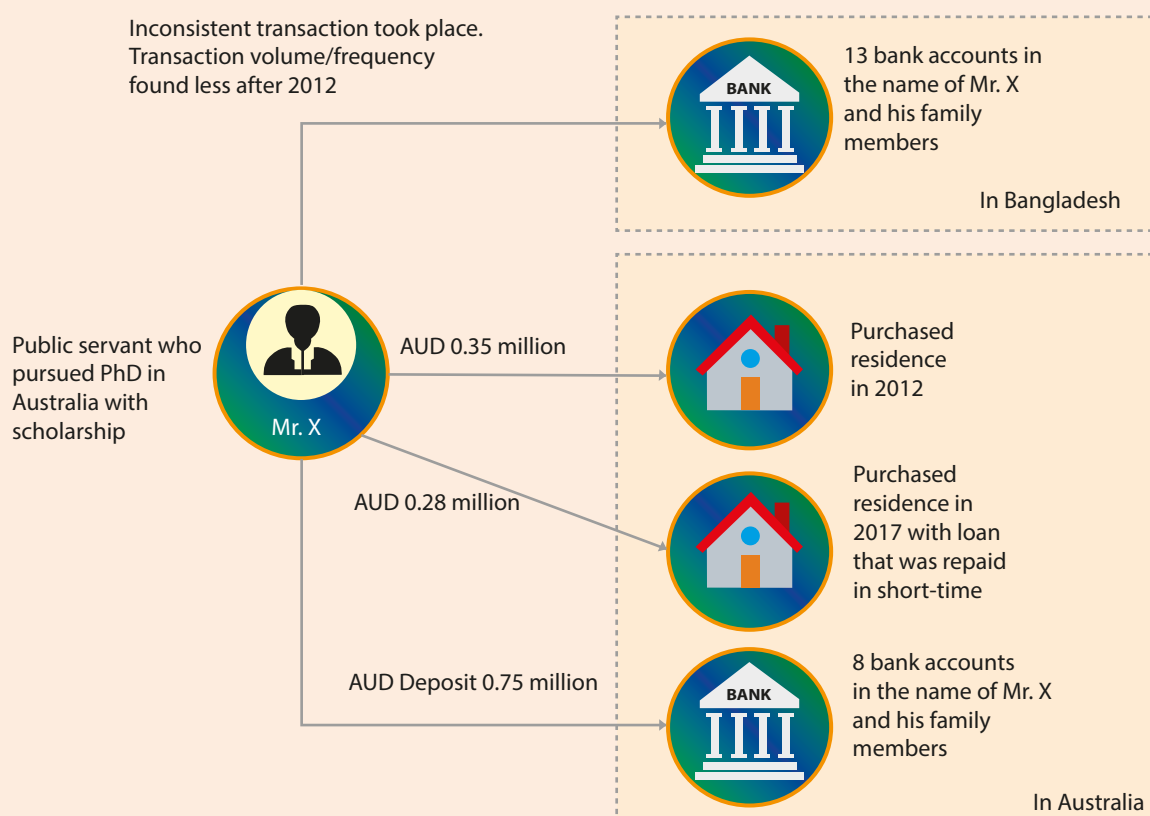 Inconsistent transaction took place.
Transaction volume/frequency
found less after 2012
BANK
13 bank accounts in
the name of Mr. X
and his family
members
In Bangladesh
Public servant who
pursued PhD in
Australia with
scholarship
Mr. X
AUD 0.35 million
Purchased
residence
in 2012
AUD 0.28 million
Purchased
residence in
2017 with loan
that was repaid
in short-time
AUD Deposit 0.75 million
BANK
8 bank accounts
in the name of Mr. X
and his family
members
In Australia